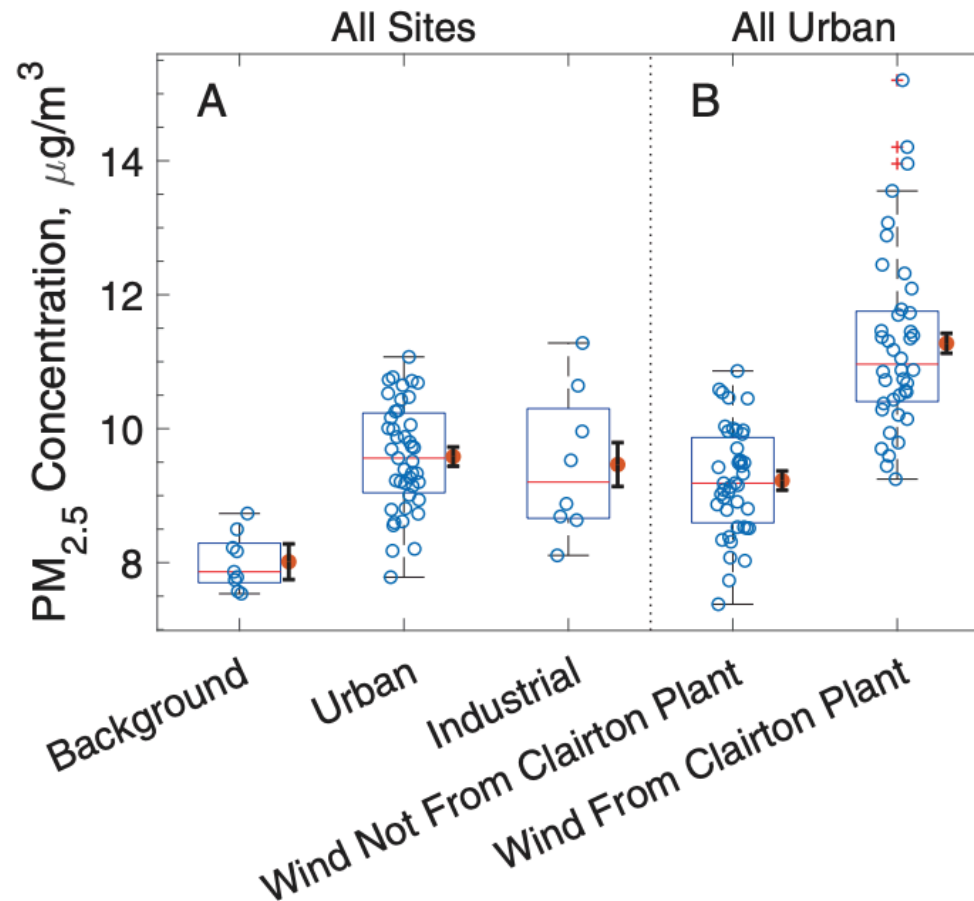 All Sites
All Urban
A
B
PM2.5 Concentration, μg/m³
14
12
10
8
Background
Urban
Industrial
Wind Not From Clairton Plant
Wind From Clairton Plant